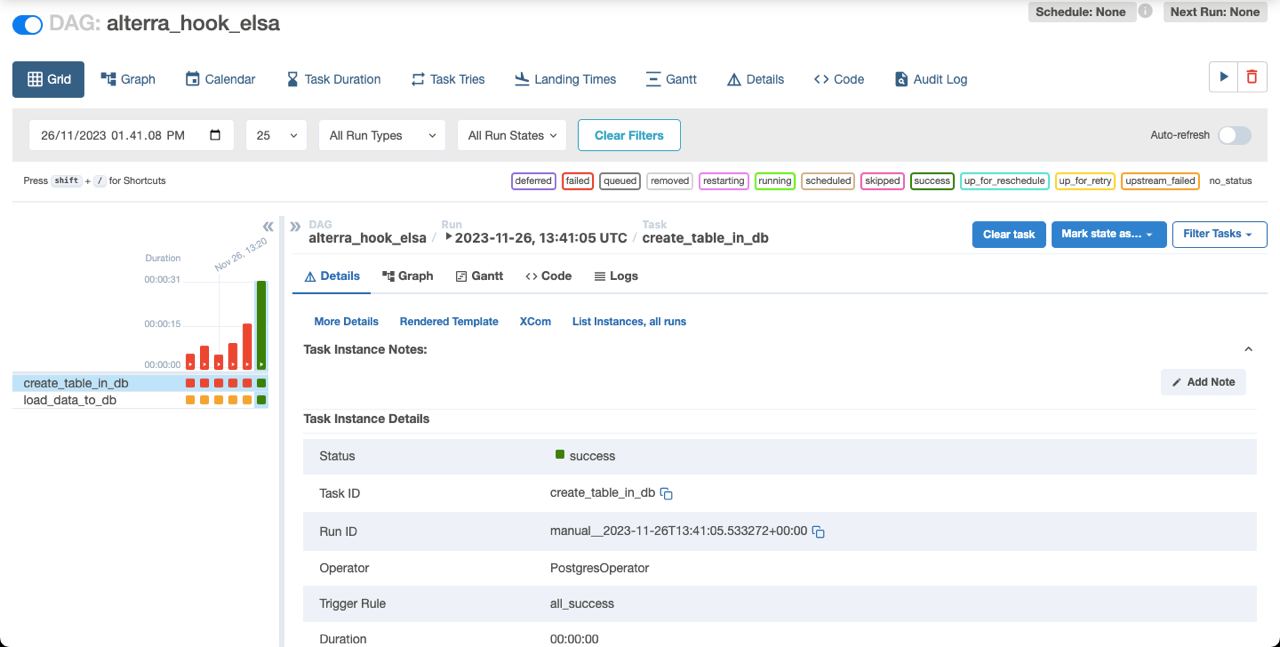 DAG: alterra_hook_elsa
Schedule: None
Next Run: None
Grid
Graph
Calendar
Task Duration
Task Tries
Landing Times
Gantt
Details
Code
Audit Log
26/11/2023 01.41.08 PM
25
All Run Types
All Run States
Clear Filters
Auto-refresh
Press shift + / for Shortcuts
deferred
failed
queued
removed
restarting
running
scheduled
skipped
success
up_for_reschedule
up_for_retry
upstream_failed
no_status
Duration
Nov 26, 13:20
00:00:31
00:00:15
00:00:00
create_table_in_db
load_data_to_db
DAG
alterra_hook_elsa
/
Run
2023-11-26, 13:41:05 UTC
/
Task
create_table_in_db
Clear task
Mark state as...
Filter Tasks
Details
Graph
Gantt
Code
Logs
More Details
Rendered Template
XCom
List Instances, all runs
Task Instance Notes:
Add Note
Task Instance Details
Status success
Task ID create_table_in_db
Run ID manual__2023-11-26T13:41:05.533272+00:00
Operator PostgresOperator
Trigger Rule all_success
Duration 00:00:00